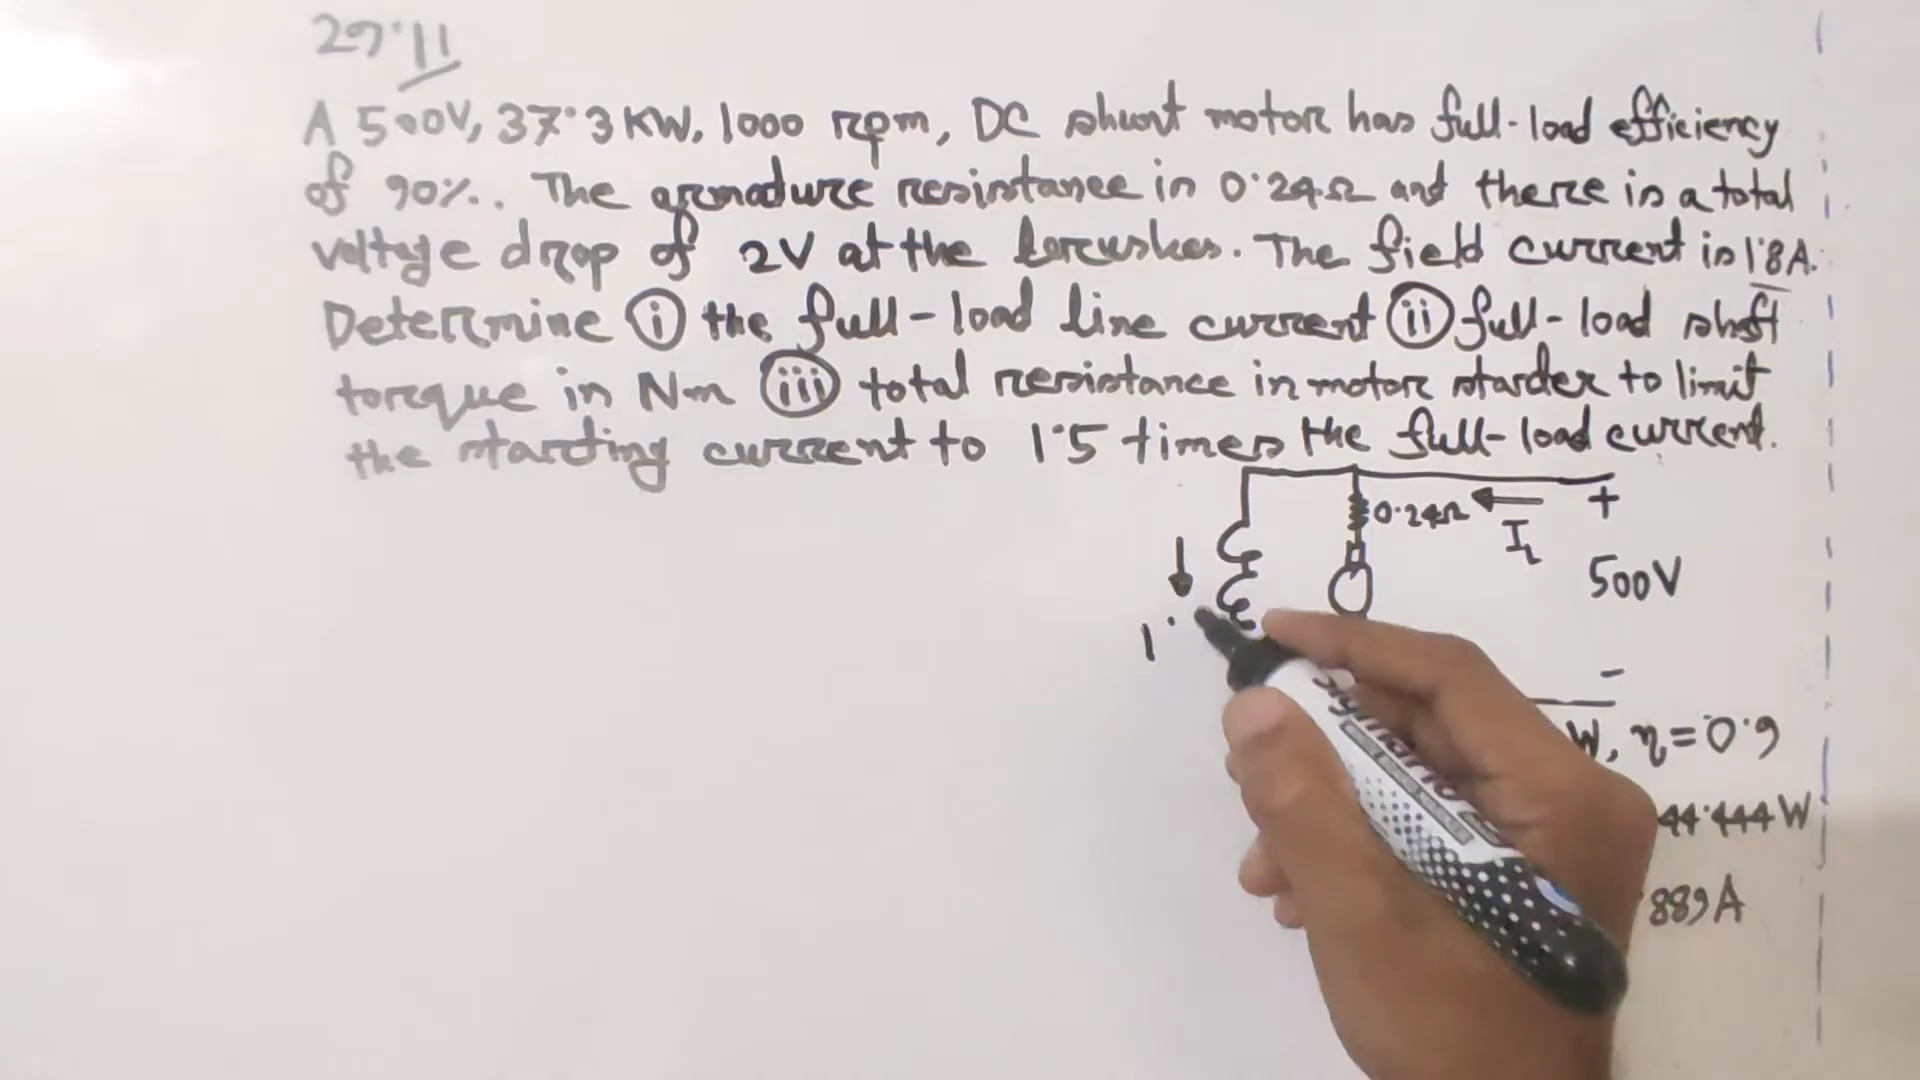 29.11
A 500V, 37.3 KW, 1000 rpm, DC shunt motor has full-load efficiency
of 90%. The armature resistance is 0.24Ω and there is a total
voltage drop of 2V at the brushes. The field current is 1.8A.
Determine (i) the full-load line current (ii) full-load shaft
torque in Nm (iii) total resistance in motor starter to limit
the starting current to 1.5 times the full-load current.
0.24Ω
+
I_L
500V
1.
-
W, η=0.9
44.444W
889A